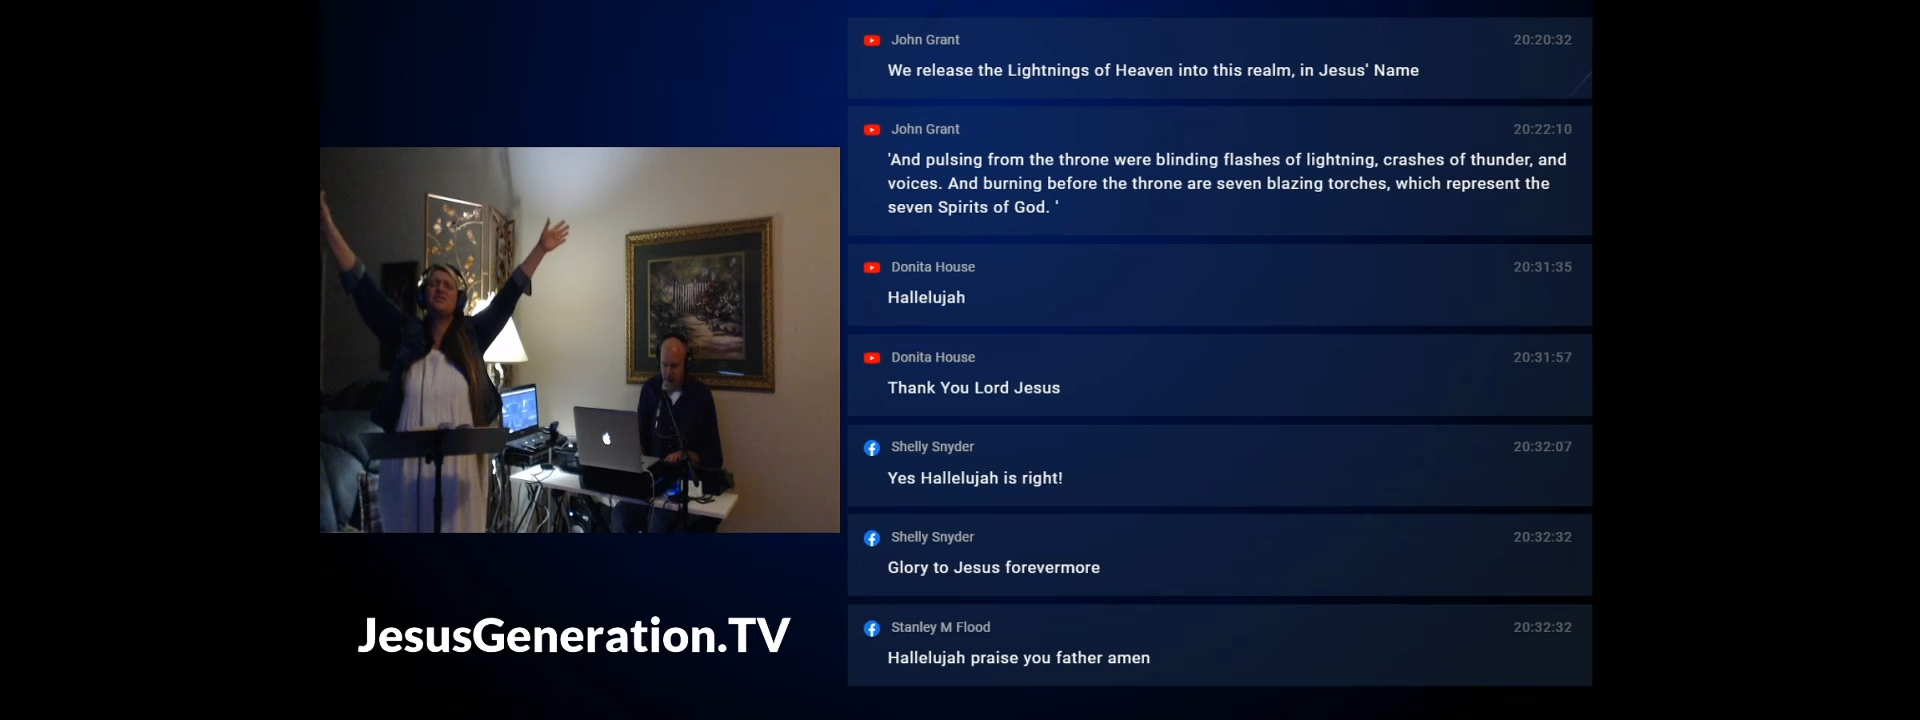 John Grant 20:20:32
We release the Lightnings of Heaven into this realm, in Jesus' Name
John Grant 20:22:10
'And pulsing from the throne were blinding flashes of lightning, crashes of thunder, and
voices. And burning before the throne are seven blazing torches, which represent the
seven Spirits of God. '
Donita House 20:31:35
Hallelujah
Donita House 20:31:57
Thank You Lord Jesus
Shelly Snyder 20:32:07
Yes Hallelujah is right!
Shelly Snyder 20:32:32
Glory to Jesus forevermore
Stanley M Flood 20:32:32
Hallelujah praise you father amen
JesusGeneration.TV